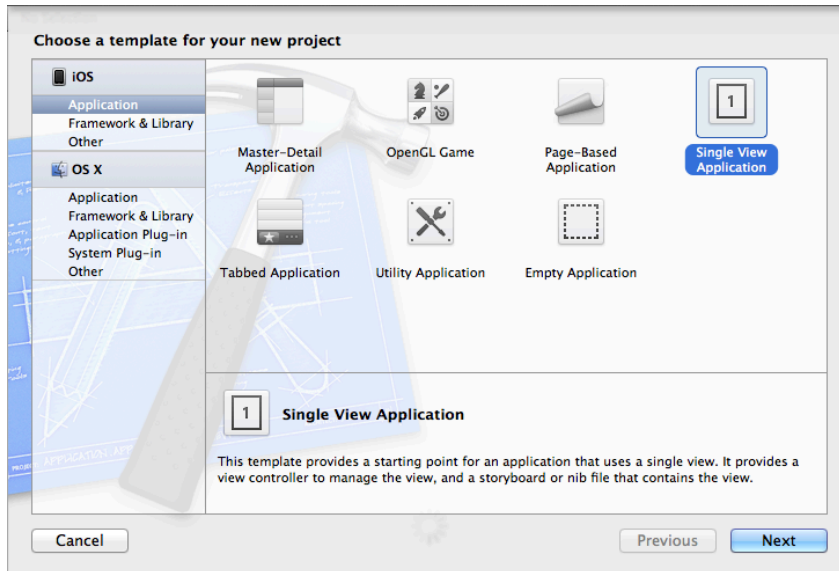 Choose a template for your new project
iOS
Application
Framework & Library
Other
OS X
Application
Framework & Library
Application Plug-in
System Plug-in
Other
Master-Detail
Application
OpenGL Game
Page-Based
Application
1
Single View
Application
Tabbed Application
Utility Application
Empty Application
1
Single View Application
This template provides a starting point for an application that uses a single view. It provides a
view controller to manage the view, and a storyboard or nib file that contains the view.
Cancel
Previous
Next